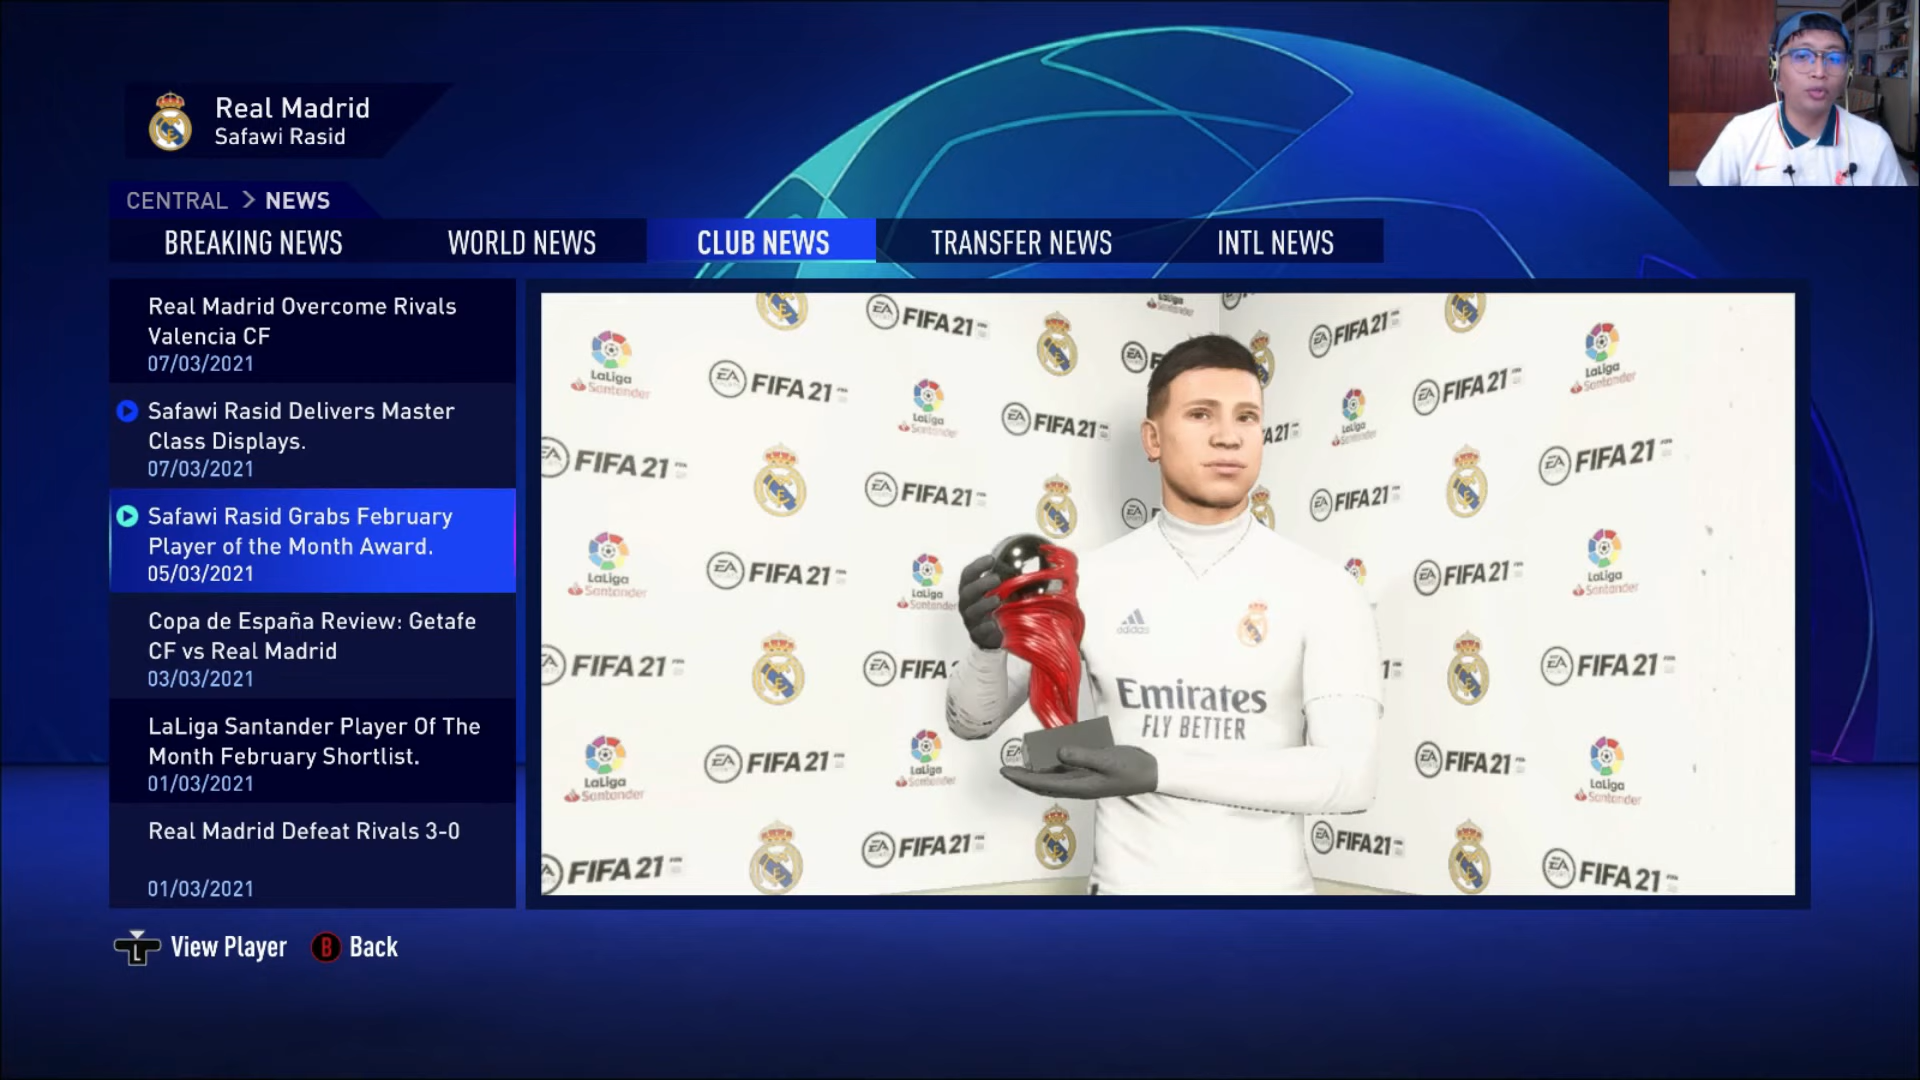 Real Madrid
Safawi Rasid
CENTRAL > NEWS
BREAKING NEWS
WORLD NEWS
CLUB NEWS
TRANSFER NEWS
INTL NEWS
Real Madrid Overcome Rivals
Valencia CF
07/03/2021
Safawi Rasid Delivers Master
Class Displays.
07/03/2021
Safawi Rasid Grabs February
Player of the Month Award.
05/03/2021
Copa de España Review: Getafe
CF vs Real Madrid
03/03/2021
LaLiga Santander Player Of The
Month February Shortlist.
01/03/2021
Real Madrid Defeat Rivals 3-0
01/03/2021
EA SPORTS FIFA 21
LaLiga
Santander
adidas
Emirates
FLY BETTER
L View Player
B Back